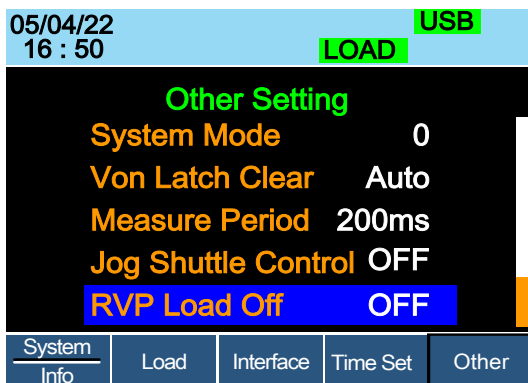 05/04/22 USB
16 : 50 LOAD
Other Setting
System Mode 0
Von Latch Clear Auto
Measure Period 200ms
Jog Shuttle Control OFF
RVP Load Off OFF
System
Info Load Interface Time Set Other